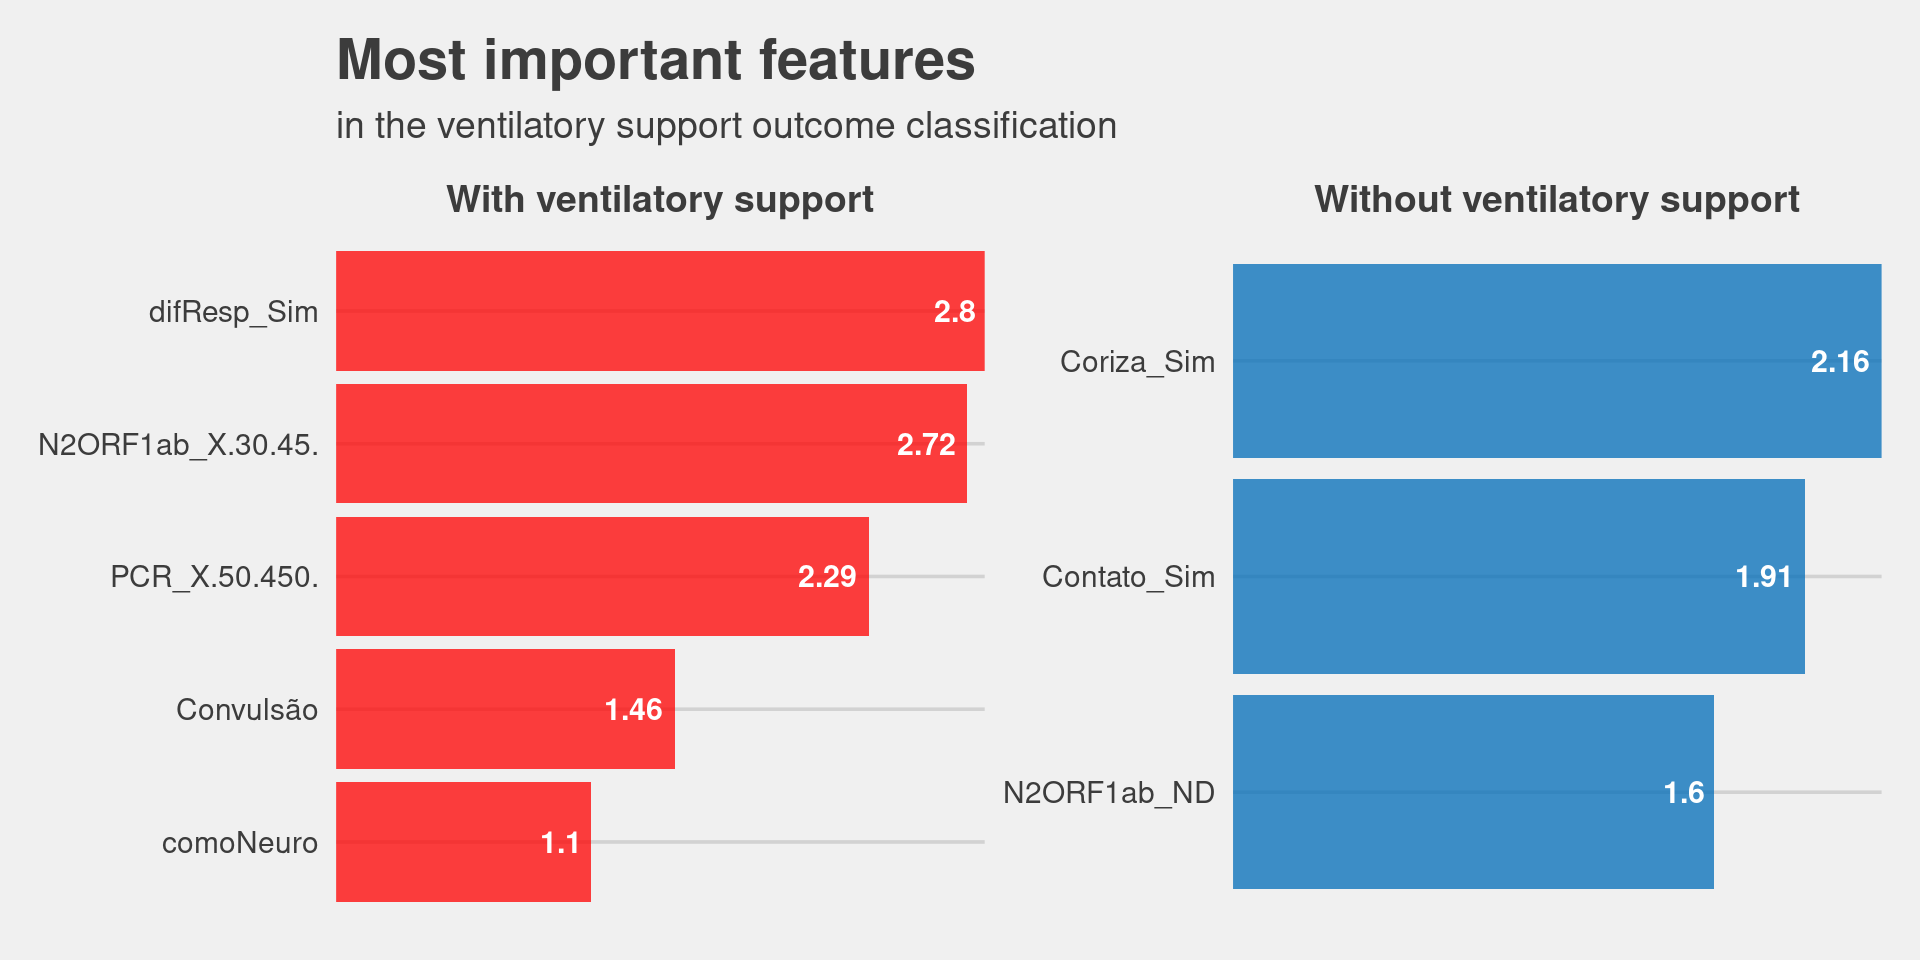 Most important features
in the ventilatory support outcome classification
With ventilatory support
difResp_Sim
2.8
N2ORF1ab_X.30.45.
2.72
PCR_X.50.450.
2.29
Convulsão
1.46
comoNeuro
1.1
Without ventilatory support
Coriza_Sim
2.16
Contato_Sim
1.91
N2ORF1ab_ND
1.6